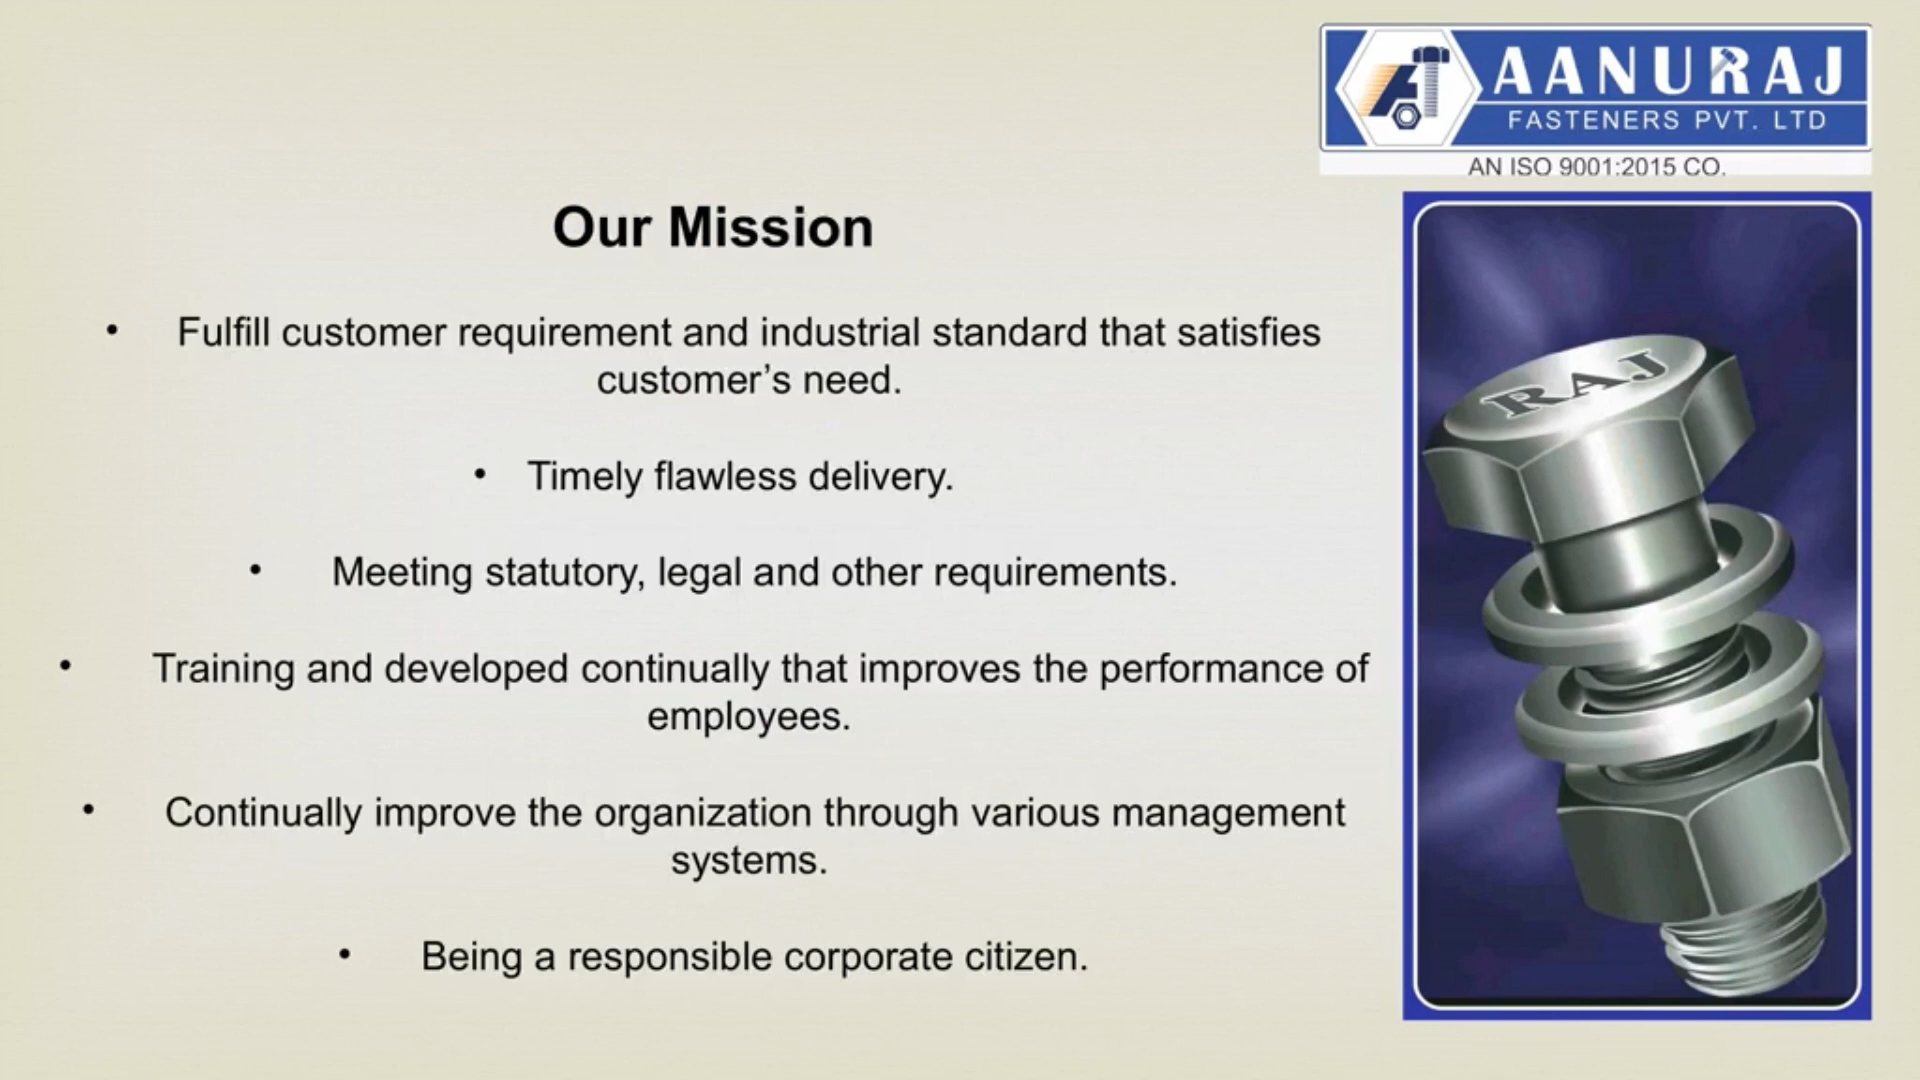 AANURAJ
FASTENERS PVT. LTD
AN ISO 9001:2015 CO.
Our Mission
• Fulfill customer requirement and industrial standard that satisfies
customer’s need.
• Timely flawless delivery.
• Meeting statutory, legal and other requirements.
• Training and developed continually that improves the performance of
employees.
• Continually improve the organization through various management
systems.
• Being a responsible corporate citizen.
RAJ